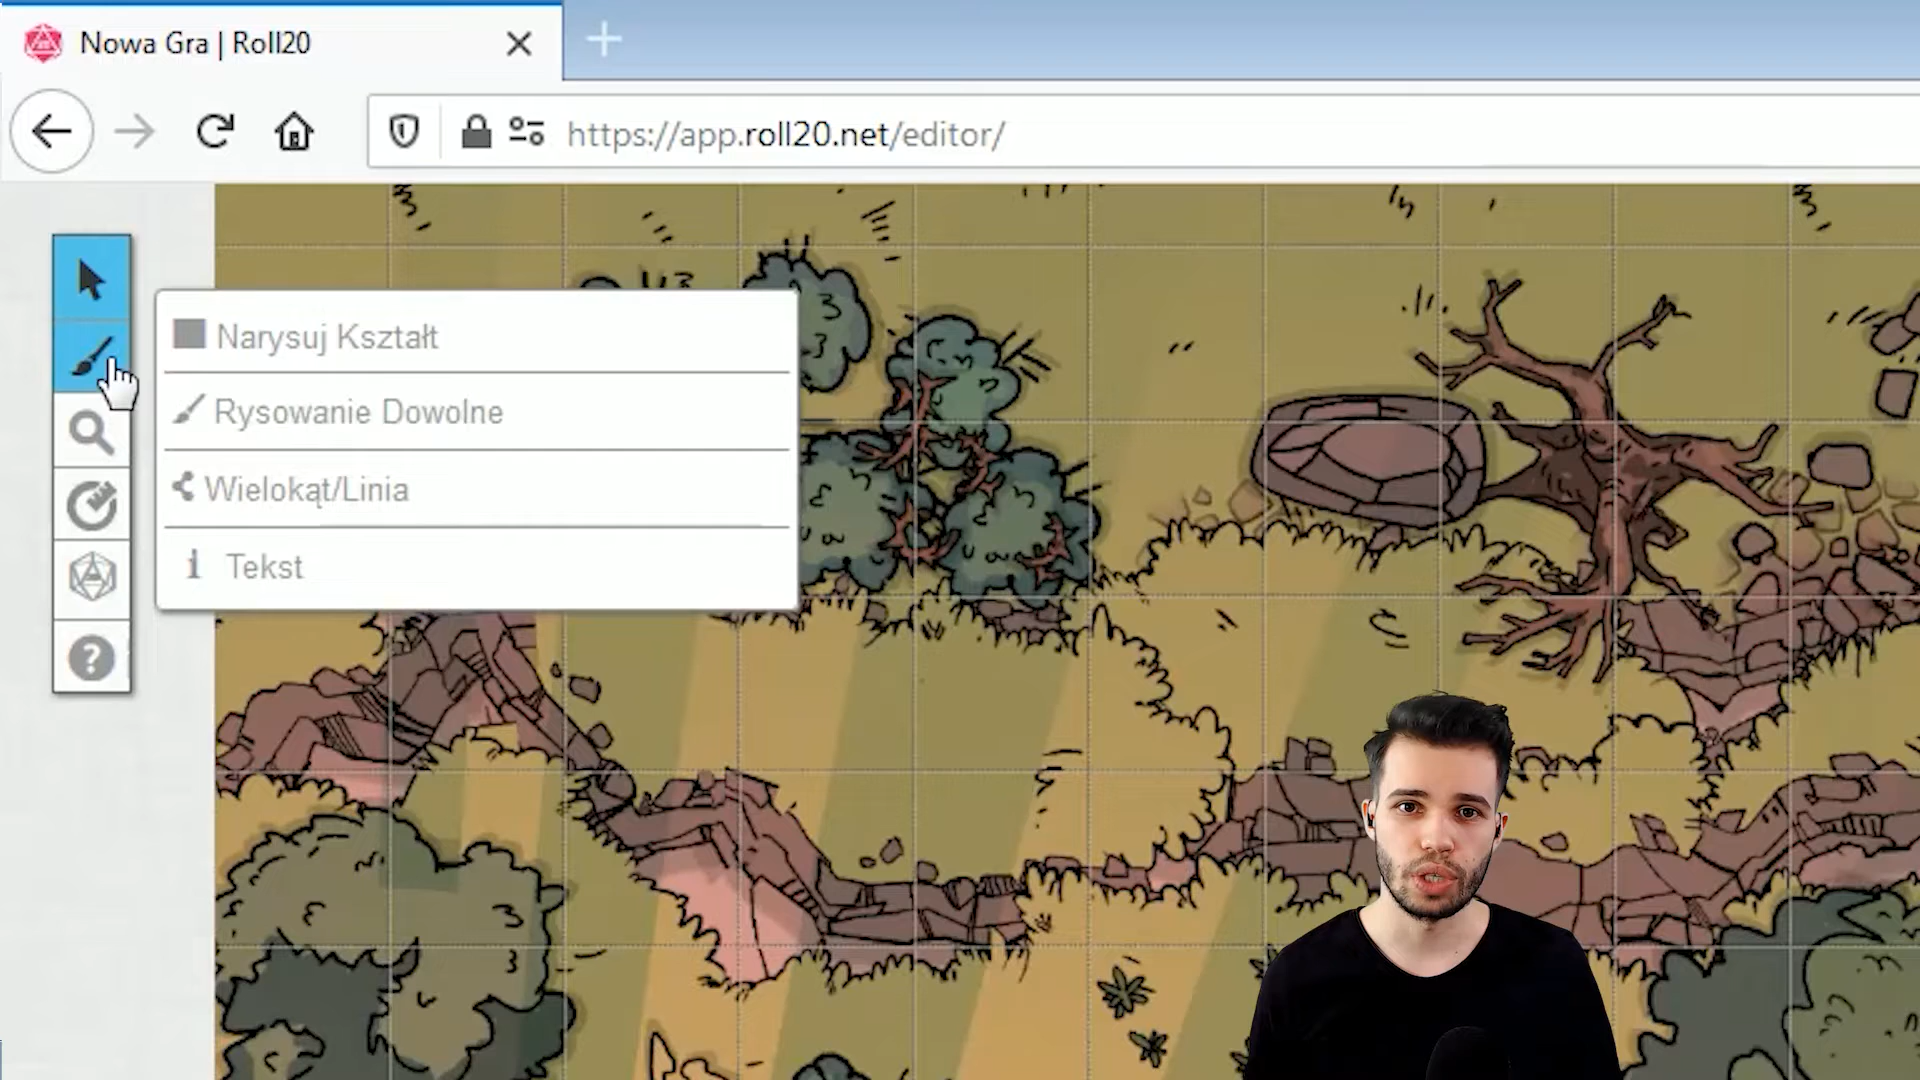 Nowa Gra | Roll20
https://app.roll20.net/editor/
Narysuj Kształt
Rysowanie Dowolne
Wielokąt/Linia
Tekst